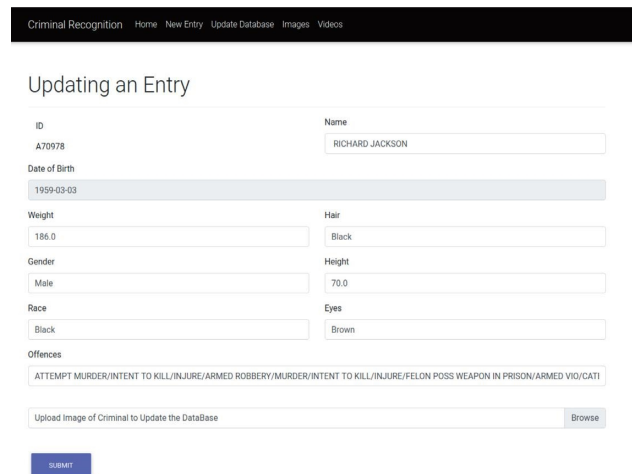 Criminal Recognition Home New Entry Update Database Images Videos
Updating an Entry
ID
A70978
Name
RICHARD JACKSON
Date of Birth
1959-03-03
Weight
186.0
Hair
Black
Gender
Male
Height
70.0
Race
Black
Eyes
Brown
Offences
ATTEMPT MURDER/INTENT TO KILL/INJURE/ARMED ROBBERY/MURDER/INTENT TO KILL/INJURE/FELON POSS WEAPON IN PRISON/ARMED VIO/CATI
Upload Image of Criminal to Update the DataBase Browse
SUBMIT